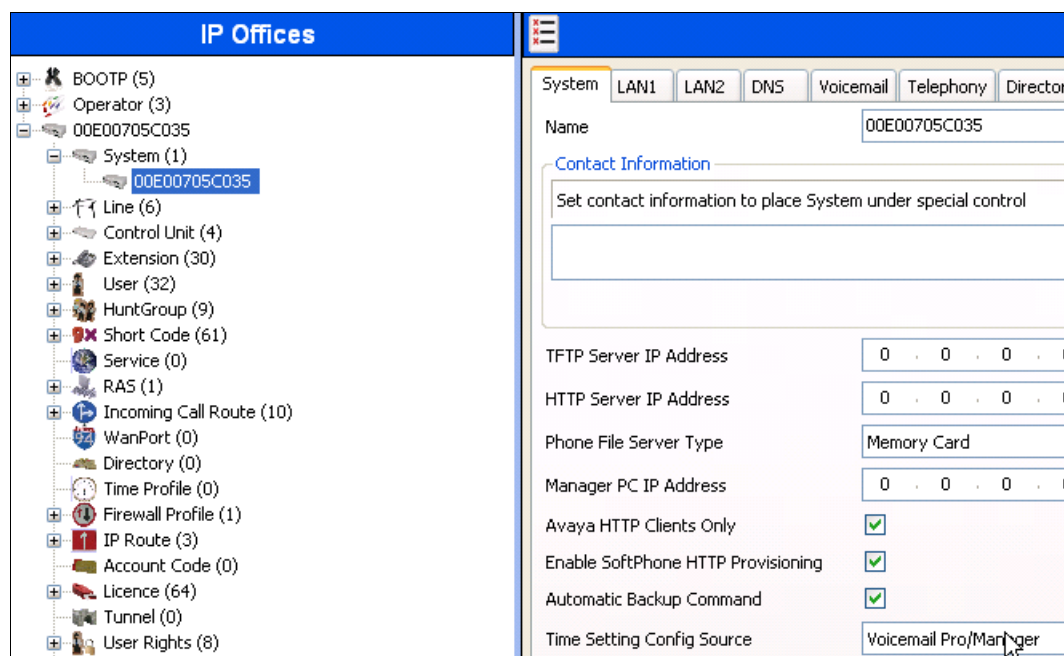 IP Offices
BOOTP (5)
Operator (3)
00E00705C035
System (1)
00E00705C035
Line (6)
Control Unit (4)
Extension (30)
User (32)
HuntGroup (9)
Short Code (61)
Service (0)
RAS (1)
Incoming Call Route (10)
WanPort (0)
Directory (0)
Time Profile (0)
Firewall Profile (1)
IP Route (3)
Account Code (0)
Licence (64)
Tunnel (0)
User Rights (8)
System LAN1 LAN2 DNS Voicemail Telephony Director
Name 00E00705C035
Contact Information
Set contact information to place System under special control
TFTP Server IP Address 0 . 0 . 0 .
HTTP Server IP Address 0 . 0 . 0 .
Phone File Server Type Memory Card
Manager PC IP Address 0 . 0 . 0 .
Avaya HTTP Clients Only
Enable SoftPhone HTTP Provisioning
Automatic Backup Command
Time Setting Config Source Voicemail Pro/Manager